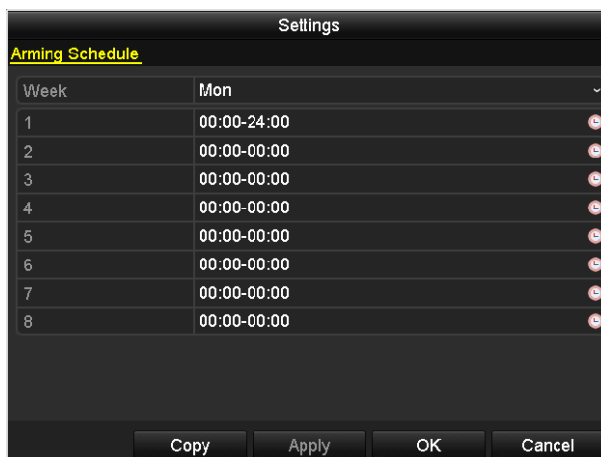 Settings
Arming Schedule
Week Mon
1 00:00-24:00
2 00:00-00:00
3 00:00-00:00
4 00:00-00:00
5 00:00-00:00
6 00:00-00:00
7 00:00-00:00
8 00:00-00:00
Copy Apply OK Cancel